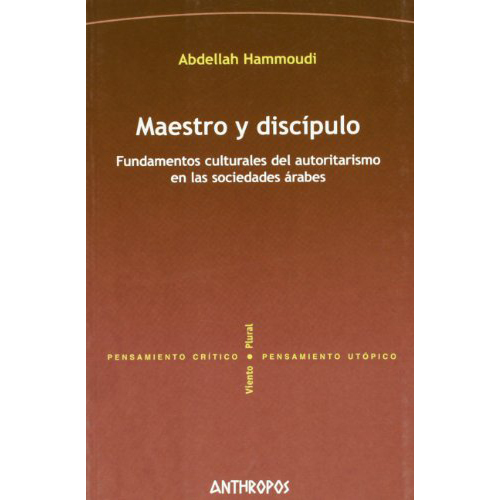 Abdellah Hammoudi
Maestro y discípulo
Fundamentos culturales del autoritarismo
en las sociedades árabes
Viento Plural
PENSAMIENTO CRÍTICO ● PENSAMIENTO UTÓPICO
ANTHROPOS